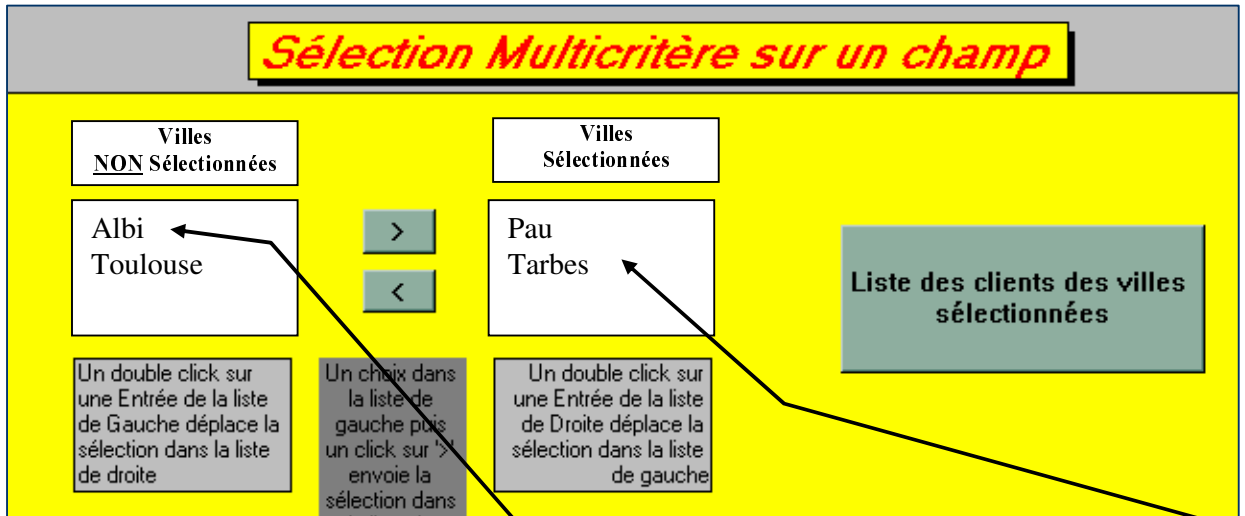 Sélection Multicritère sur un champ
Villes
NON Sélectionnées
Villes
Sélectionnées
Albi
Toulouse
>
<
Pau
Tarbes
Liste des clients des villes
sélectionnées
Un double click sur
une Entrée de la liste
de Gauche déplace la
sélection dans la liste
de droite
Un choix dans
la liste de
gauche puis
un click sur '>'
envoie la
sélection dans
Un double click sur
une Entrée de la liste
de Droite déplace la
sélection dans la liste
de gauche